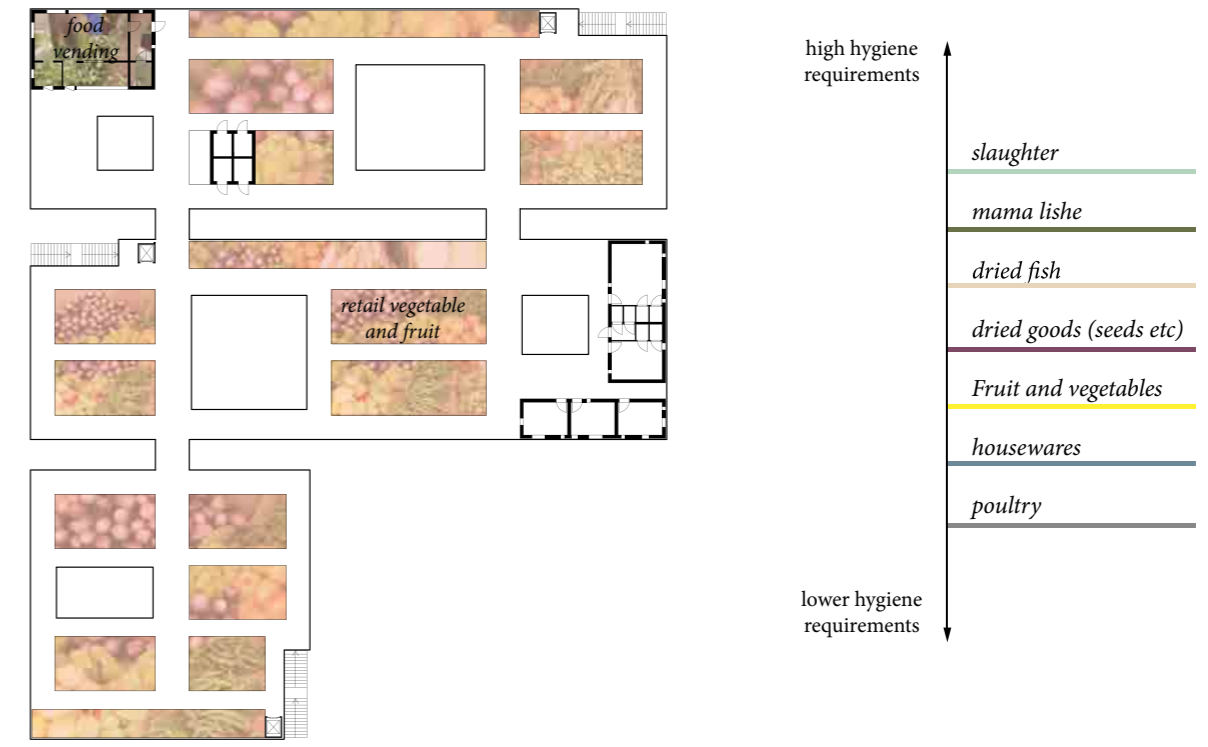 food
vending
retail vegetable
and fruit
high hygiene
requirements
slaughter
mama lishe
dried fish
dried goods (seeds etc)
Fruit and vegetables
housewares
poultry
lower hygiene
requirements